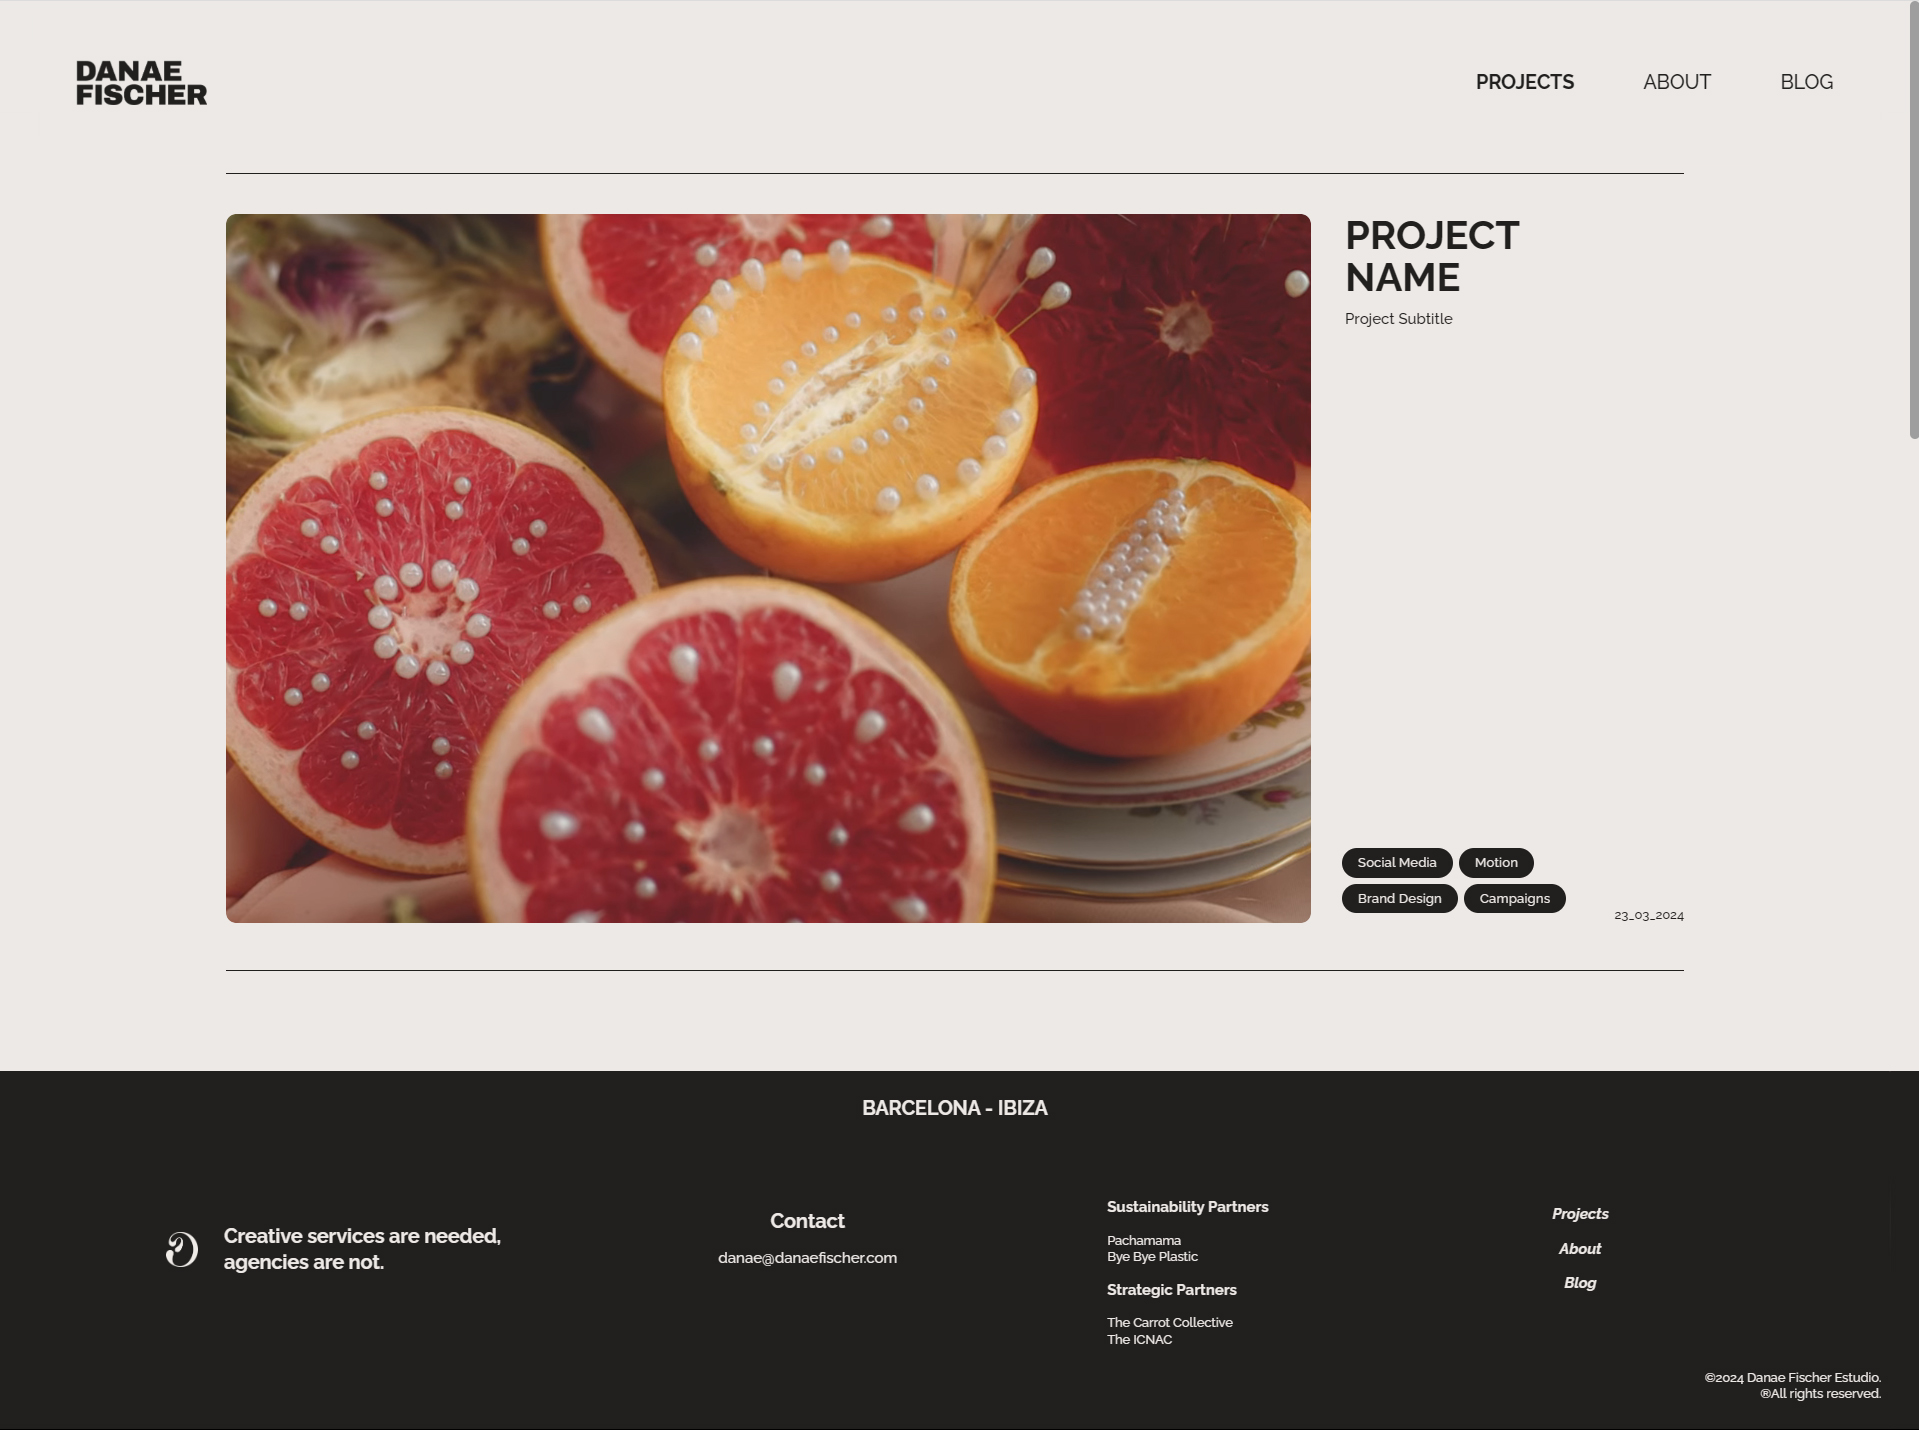 DANAE
FISCHER
PROJECTS
ABOUT
BLOG
PROJECT
NAME
Project Subtitle
Social Media
Motion
Brand Design
Campaigns
23_03_2024
BARCELONA - IBIZA
Creative services are needed,
agencies are not.
Contact
danae@danaefischer.com
Sustainability Partners
Pachamama
Bye Bye Plastic
Strategic Partners
The Carrot Collective
The ICNAC
Projects
About
Blog
©2024 Danae Fischer Estudio.
®All rights reserved.